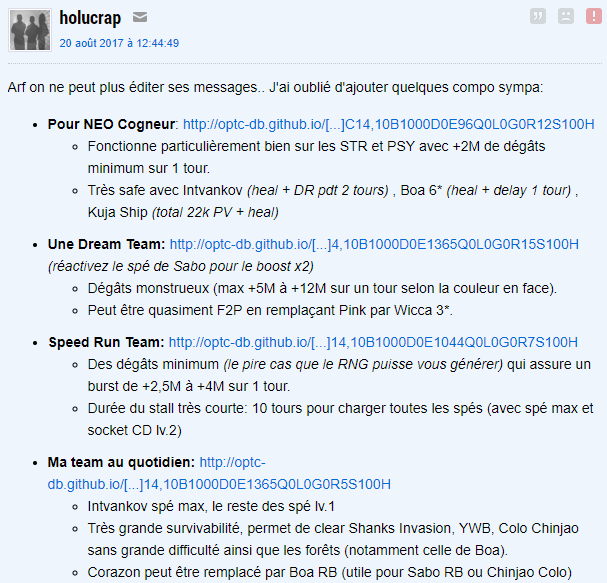 holucrap
20 août 2017 à 12:44:49
Arf on ne peut plus éditer ses messages.. J'ai oublié d'ajouter quelques compo sympa:
• Pour NEO Cogneur: http://optc-db.github.io/[...]C14,10B1000D0E96Q0L0G0R12S100H
○ Fonctionne particulièrement bien sur les STR et PSY avec +2M de dégâts
minimum sur 1 tour.
○ Très safe avec Intvankov (heal + DR pdt 2 tours) , Boa 6* (heal + delay 1 tour) ,
Kuja Ship (total 22k PV + heal)
• Une Dream Team: http://optc-db.github.io/[...]4,10B1000D0E1365Q0L0G0R15S100H
(réactivez le spé de Sabo pour le boost x2)
○ Dégâts monstrueux (max +5M à +12M sur un tour selon la couleur en face).
○ Peut être quasiment F2P en remplaçant Pink par Wicca 3*.
• Speed Run Team: http://optc-db.github.io/[...]14,10B1000D0E1044Q0L0G0R7S100H
○ Des dégâts minimum (le pire cas que le RNG puisse vous générer) qui assure un
burst de +2,5M à +4M sur 1 tour.
○ Durée du stall très courte: 10 tours pour charger toutes les spés (avec spé max et
socket CD lv.2)
• Ma team au quotidien: http://optc-
db.github.io/[...]14,10B1000D0E1365Q0L0G0R5S100H
○ Intvankov spé max, le reste des spé lv.1
○ Très grande survivabilité, permet de clear Shanks Invasion, YWB, Colo Chinjao
sans grande difficulté ainsi que les forêts (notamment celle de Boa).
○ Corazon peut être remplacé par Boa RB (utile pour Sabo RB ou Chinjao Colo)